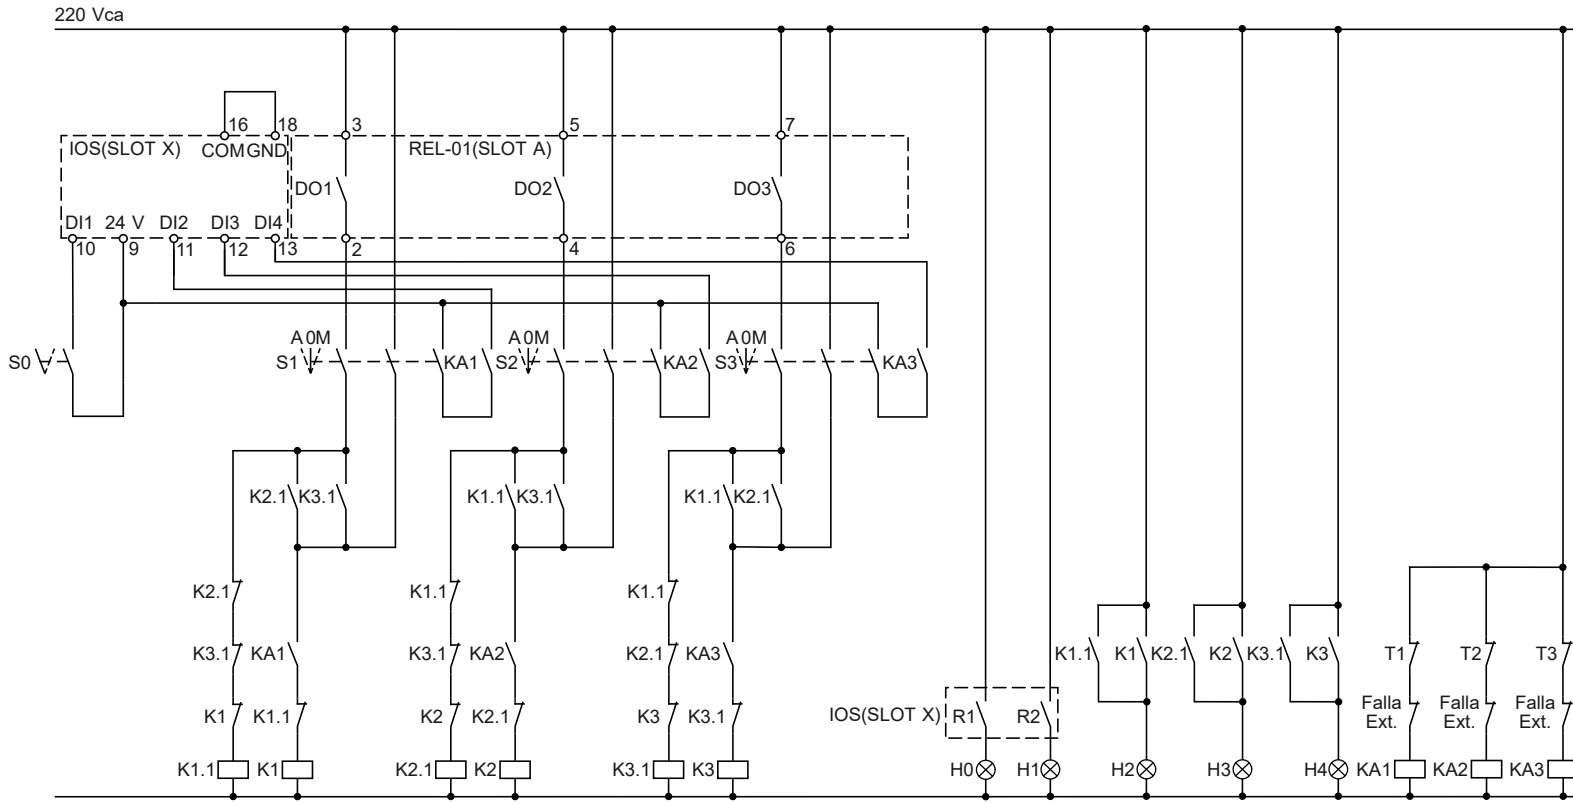 220 Vca
16 18 3 5 7
IOS(SLOT X) COM GND REL-01(SLOT A)
DO1 DO2 DO3
DI1 24 V DI2 DI3 DI4
10 9 11 12 13 2 4 6
A 0 M A 0 M A 0 M
S0 S1 KA1 S2 KA2 S3 KA3
K2.1 K3.1 K1.1 K3.1 K1.1 K2.1
K2.1 K1.1 K1.1
K3.1 KA1 K3.1 KA2 K2.1 KA3 K1.1 K1 K2.1 K2 K3.1 K3 T1 T2 T3
K1 K1.1 K2 K2.1 K3 K3.1 IOS(SLOT X) R1 R2 Falla Falla Falla
Ext. Ext. Ext.
K1.1 K1 K2.1 K2 K3.1 K3 H0 H1 H2 H3 H4 KA1 KA2 KA3